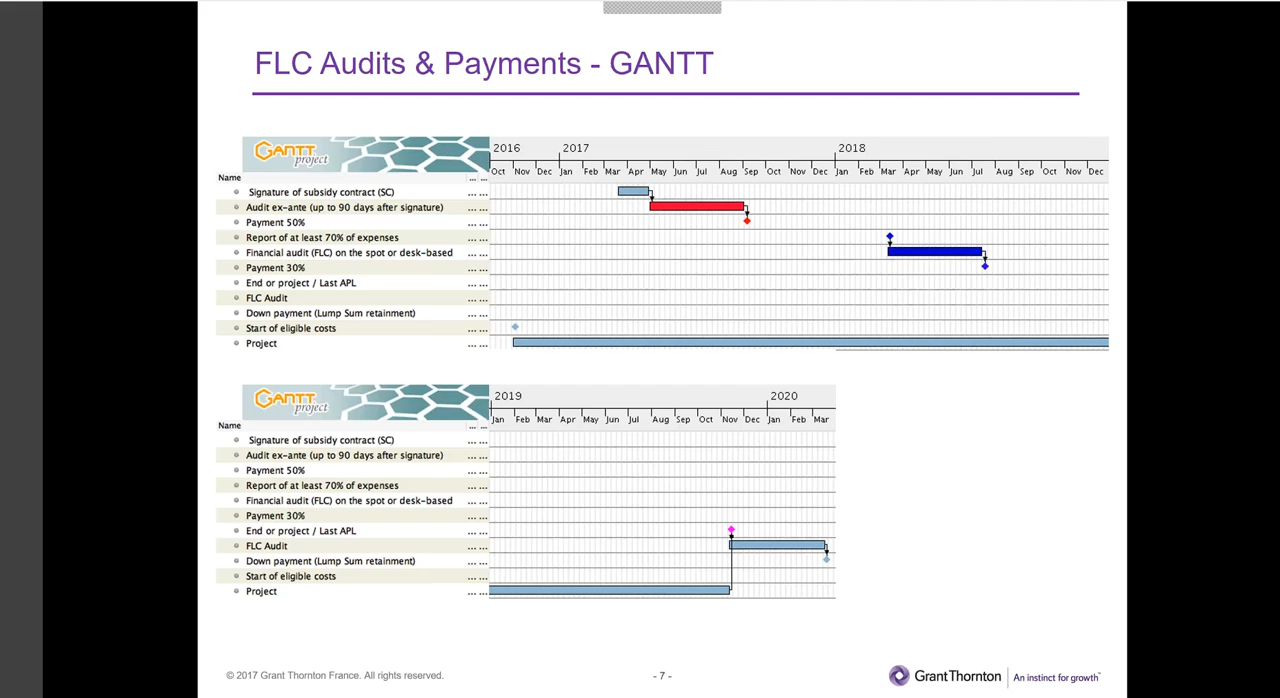 FLC Audits & Payments - GANTT
GANTT project
2016 2017 2018
Name ... ... Oct Nov Dec Jan Feb Mar Apr May Jun Jul Aug Sep Oct Nov Dec Jan Feb Mar Apr May Jun Jul Aug Sep Oct Nov Dec
Signature of subsidy contract (SC) ... ...
Audit ex-ante (up to 90 days after signature) ... ...
Payment 50% ... ...
Report of at least 70% of expenses ... ...
Financial audit (FLC) on the spot or desk-based ... ...
Payment 30% ... ...
End or project / Last APL ... ...
FLC Audit ... ...
Down payment (Lump Sum retainment) ... ...
Start of eligible costs ... ...
Project ... ...
GANTT project
2019 2020
Name ... ... Jan Feb Mar Apr May Jun Jul Aug Sep Oct Nov Dec Jan Feb Mar
Signature of subsidy contract (SC) ... ...
Audit ex-ante (up to 90 days after signature) ... ...
Payment 50% ... ...
Report of at least 70% of expenses ... ...
Financial audit (FLC) on the spot or desk-based ... ...
Payment 30% ... ...
End or project / Last APL ... ...
FLC Audit ... ...
Down payment (Lump Sum retainment) ... ...
Start of eligible costs ... ...
Project ... ...
© 2017 Grant Thornton France. All rights reserved. - 7 - GrantThornton An instinct for growth™